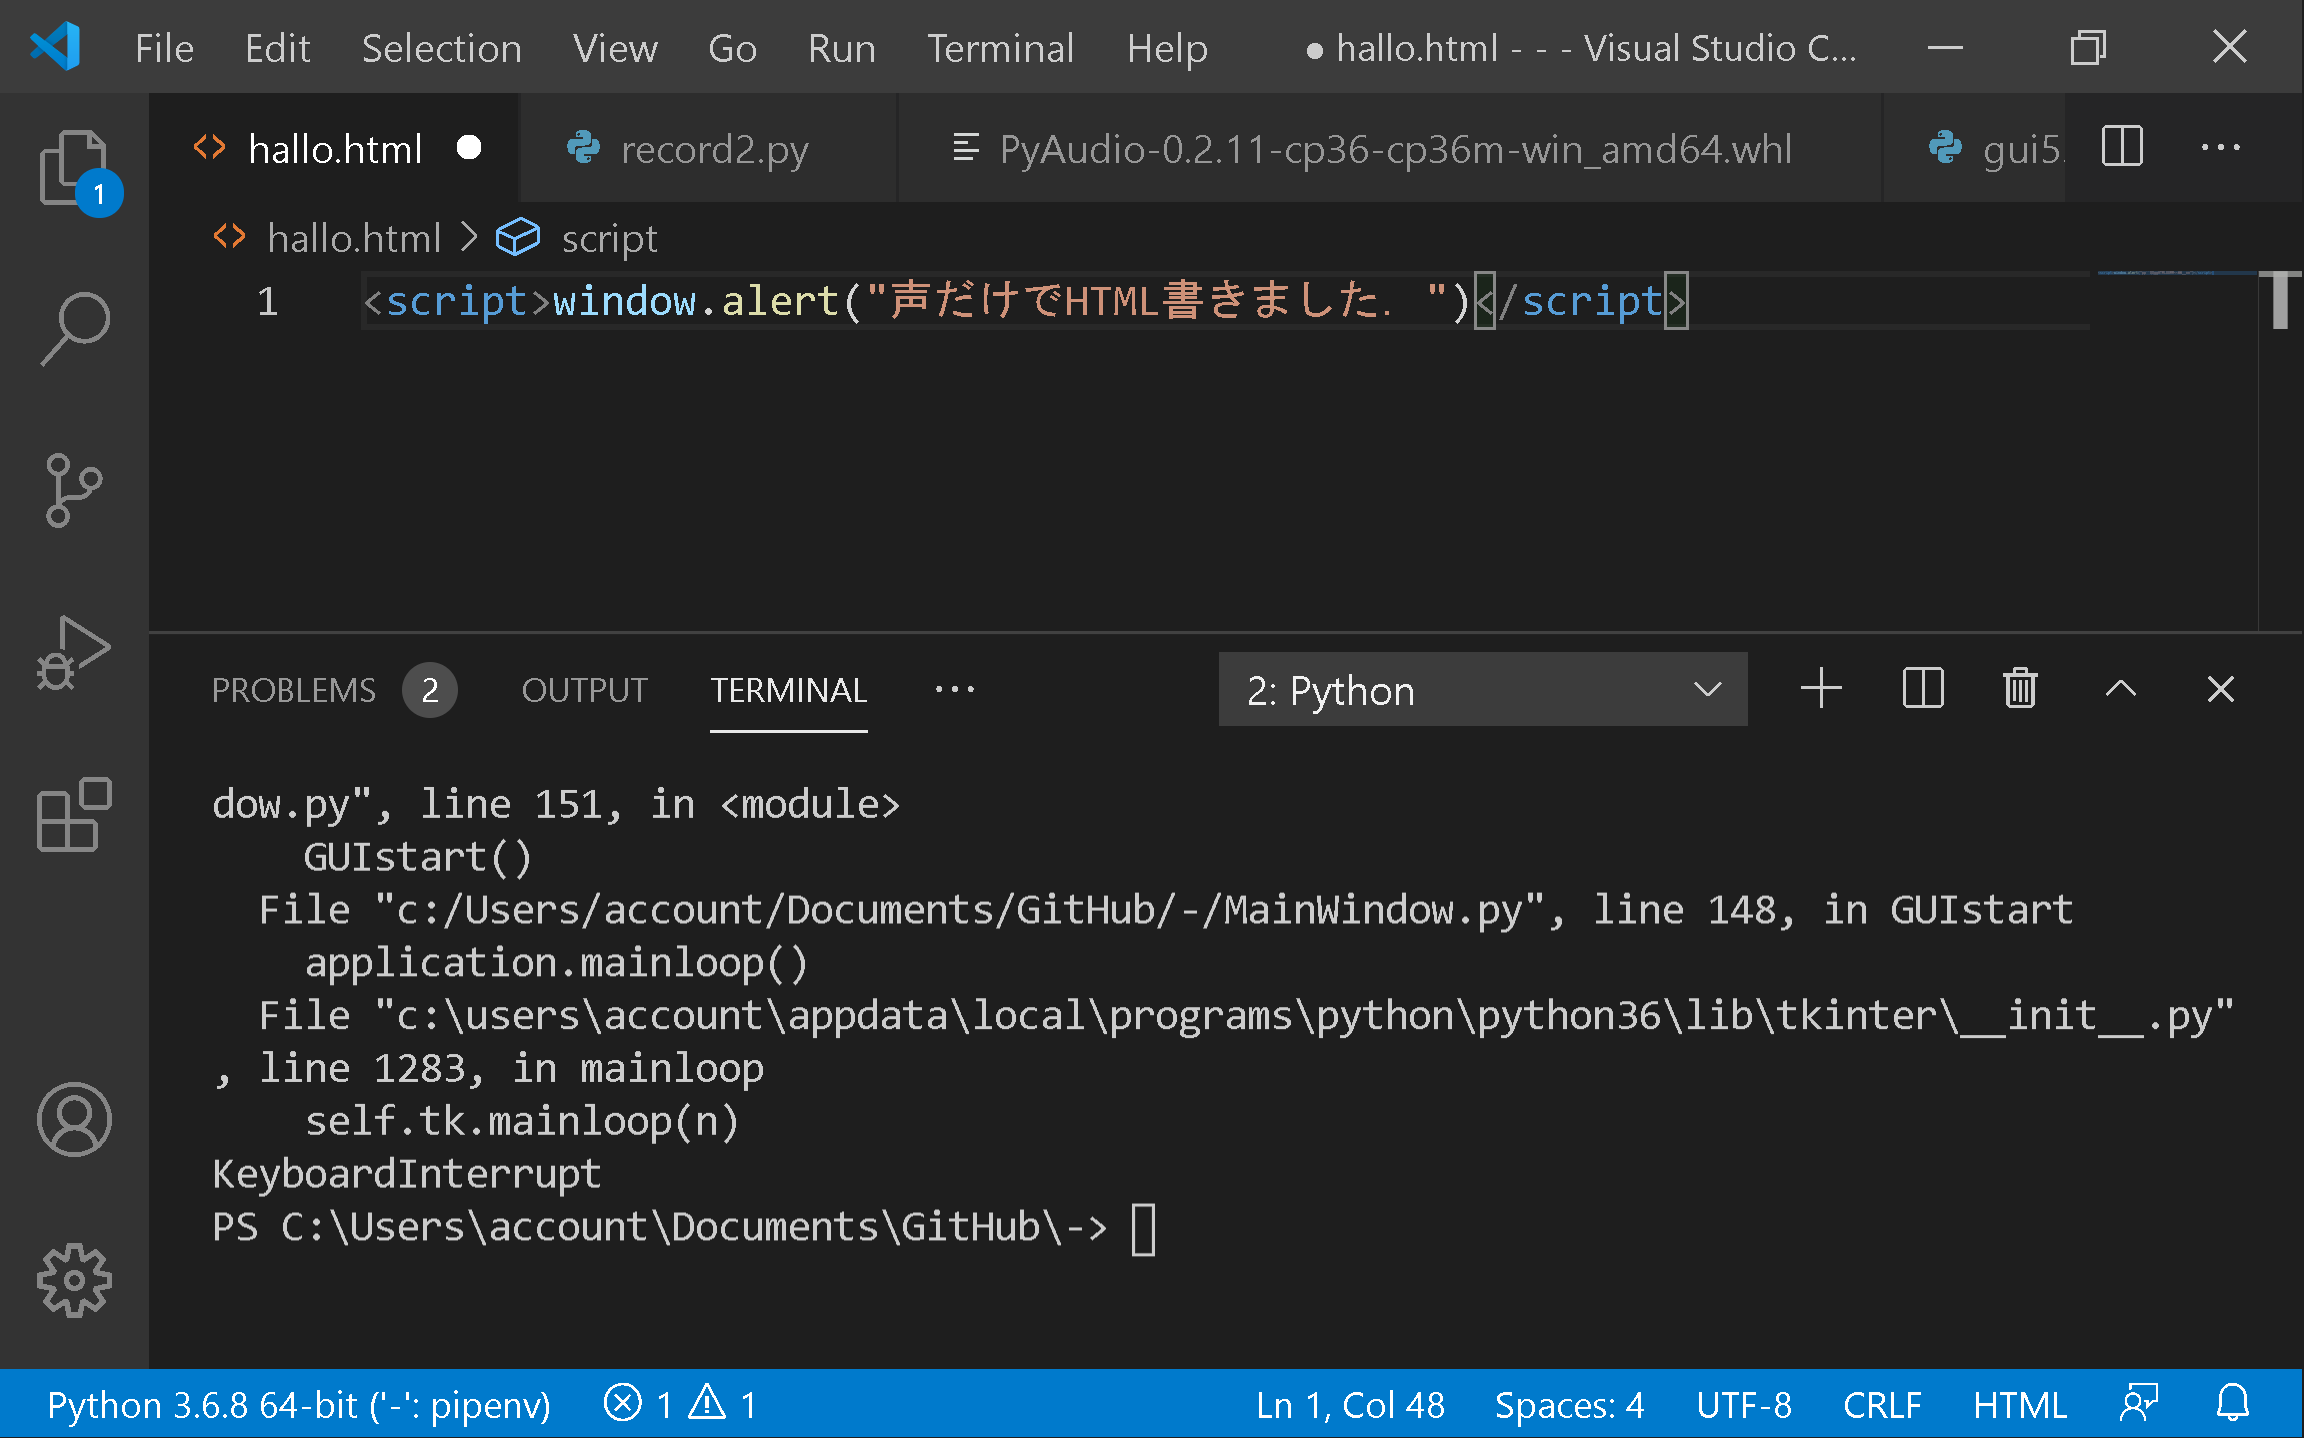 File Edit Selection View Go Run Terminal Help ● hallo.html - - - Visual Studio C...
hallo.html ● record2.py PyAudio-0.2.11-cp36-cp36m-win_amd64.whl gui5.
1
hallo.html > script
1 <script>window.alert("声だけでHTML書きました．")</script>
PROBLEMS 2 OUTPUT TERMINAL ··· 2: Python
dow.py", line 151, in <module>
GUIstart()
File "c:/Users/account/Documents/GitHub/-/MainWindow.py", line 148, in GUIstart
application.mainloop()
File "c:\users\account\appdata\local\programs\python\python36\lib\tkinter\__init__.py"
, line 1283, in mainloop
self.tk.mainloop(n)
KeyboardInterrupt
PS C:\Users\account\Documents\GitHub\->
Python 3.6.8 64-bit ('-': pipenv) 1 1 Ln 1, Col 48 Spaces: 4 UTF-8 CRLF HTML